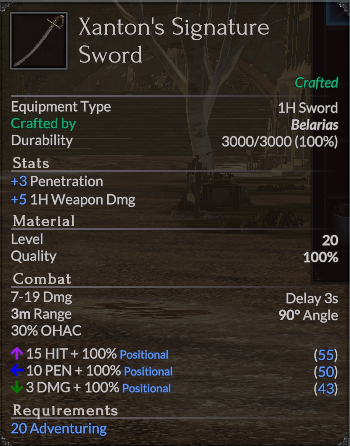 Xanton's Signature
Sword
Crafted
Equipment Type 1H Sword
Crafted by Belarias
Durability 3000/3000 (100%)
Stats
+3 Penetration
+5 1H Weapon Dmg
Material
Level 20
Quality 100%
Combat
7-19 Dmg Delay 3s
3m Range 90° Angle
30% OHAC
15 HIT + 100% Positional (55)
10 PEN + 100% Positional (50)
3 DMG + 100% Positional (43)
Requirements
20 Adventuring